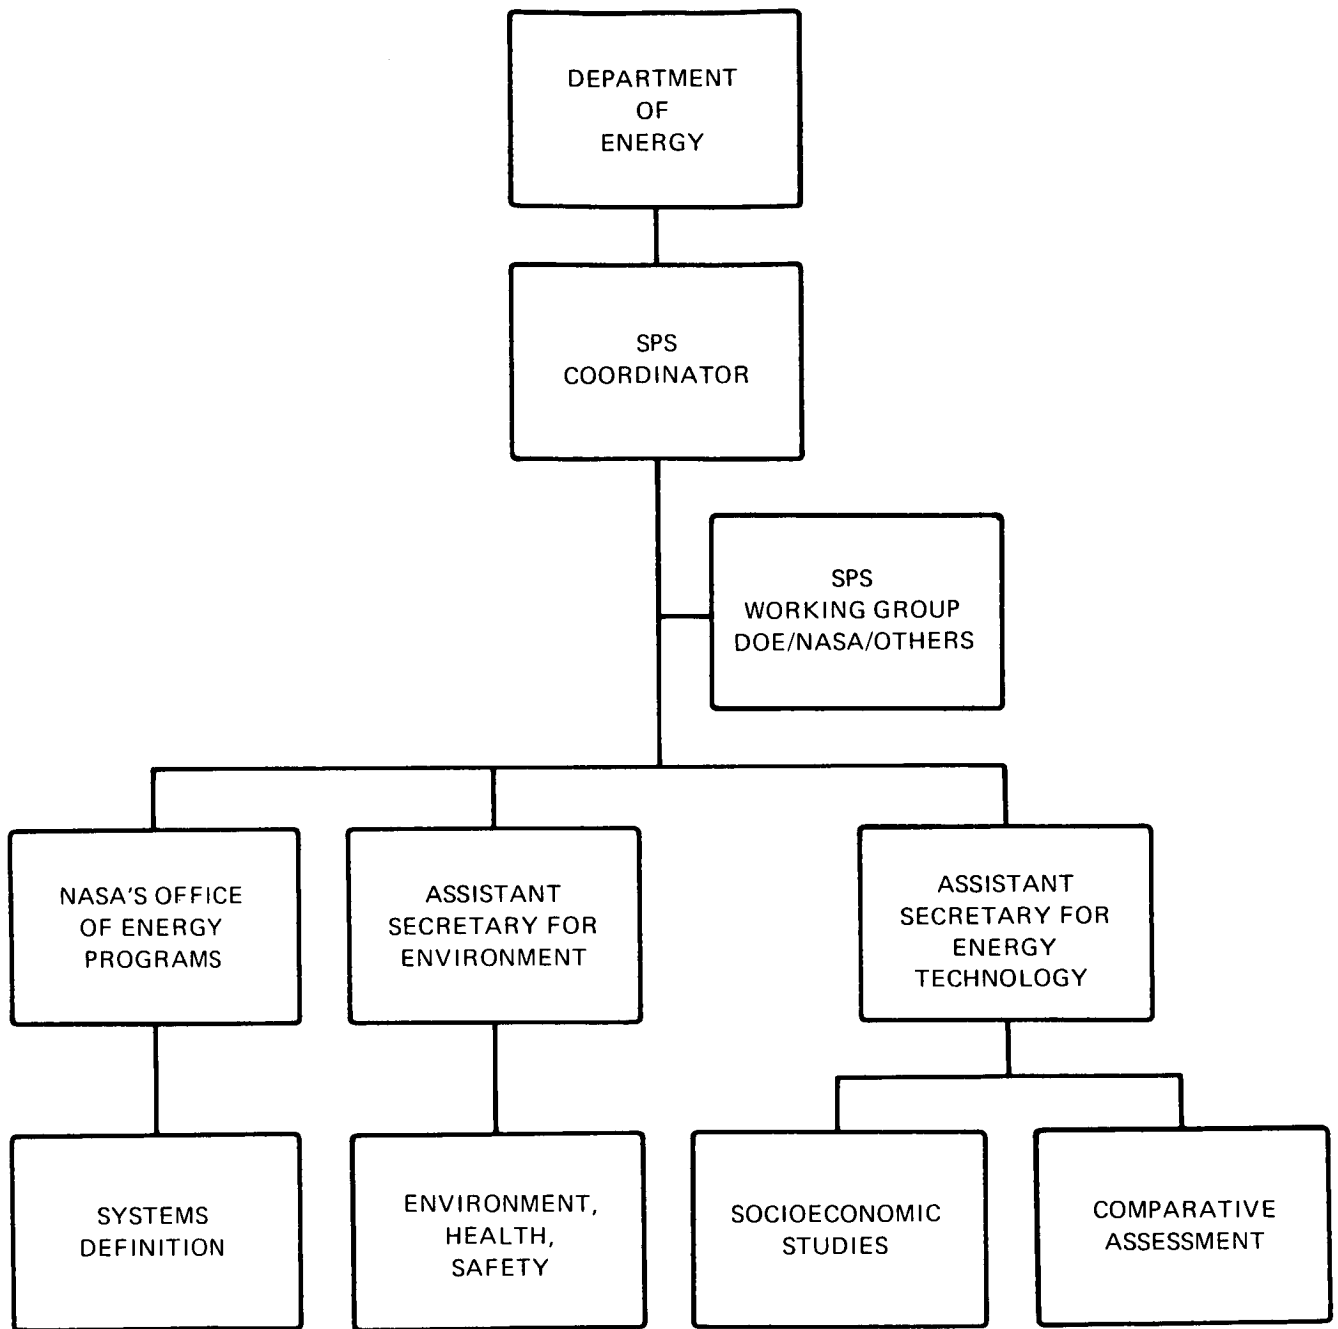 DEPARTMENT
OF
ENERGY
SPS
COORDINATOR
SPS
WORKING GROUP
DOE/NASA/OTHERS
NASA'S OFFICE
OF ENERGY
PROGRAMS
ASSISTANT
SECRETARY FOR
ENVIRONMENT
ASSISTANT
SECRETARY FOR
ENERGY
TECHNOLOGY
SYSTEMS
DEFINITION
ENVIRONMENT,
HEALTH,
SAFETY
SOCIOECONOMIC
STUDIES
COMPARATIVE
ASSESSMENT